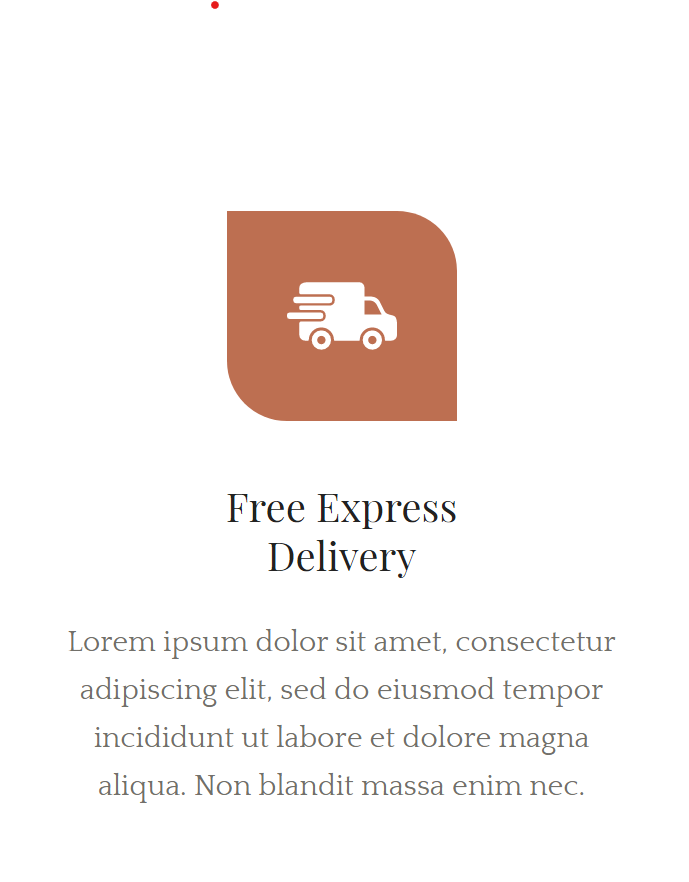 Free Express
Delivery
Lorem ipsum dolor sit amet, consectetur
adipiscing elit, sed do eiusmod tempor
incididunt ut labore et dolore magna
aliqua. Non blandit massa enim nec.